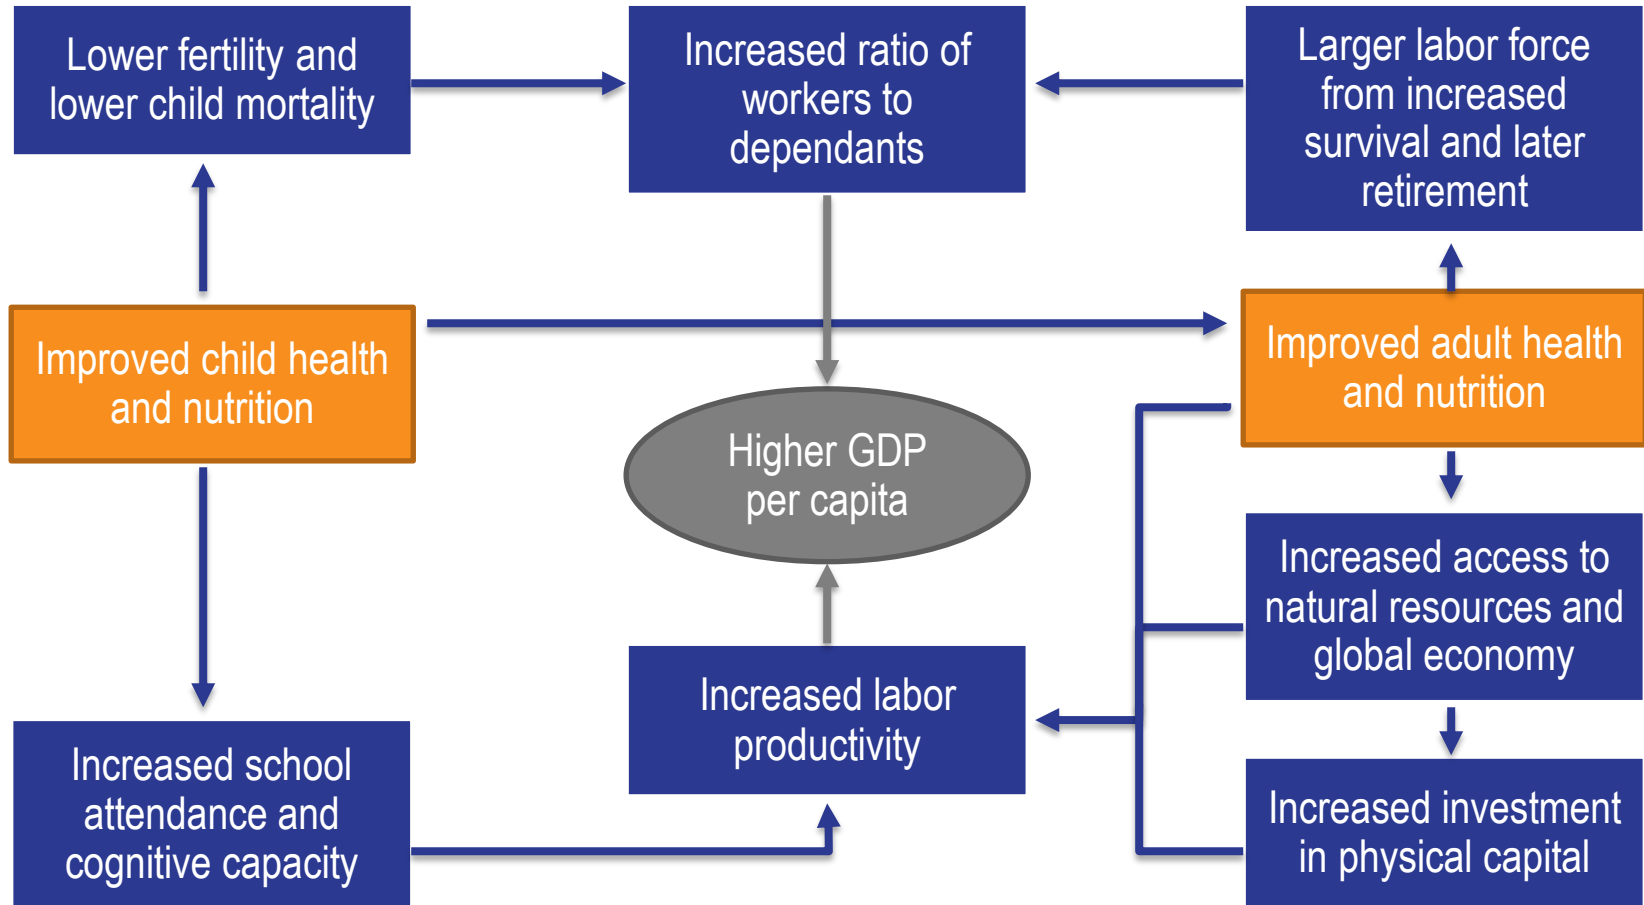 Lower fertility and
lower child mortality
Increased ratio of
workers to
dependants
Larger labor force
from increased
survival and later
retirement
Improved child health
and nutrition
Improved adult health
and nutrition
Higher GDP
per capita
Increased access to
natural resources and
global economy
Increased labor
productivity
Increased school
attendance and
cognitive capacity
Increased investment
in physical capital